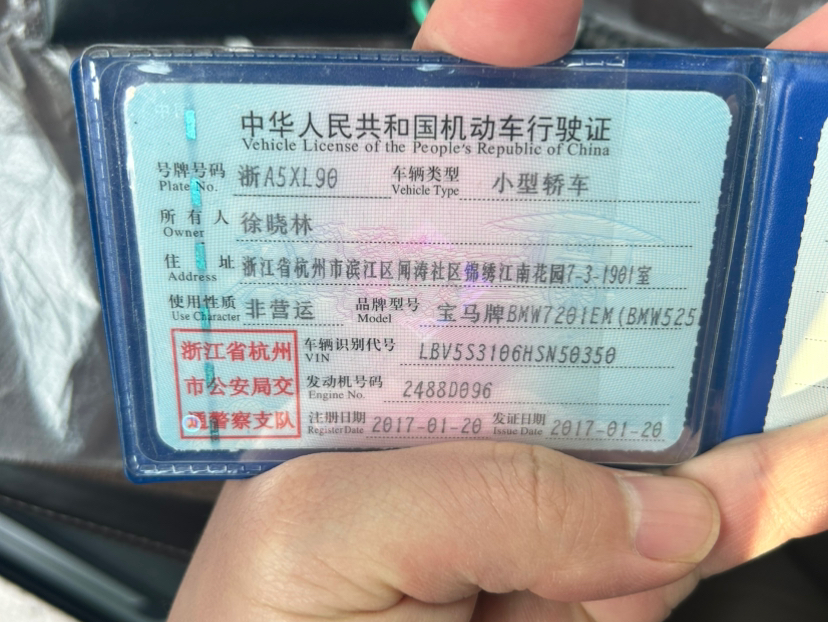 中华人民共和国机动车行驶证
Vehicle License of the People's Republic of China
号牌号码 Plate No. 浙A5XL90 车辆类型 Vehicle Type 小型轿车
所有人 Owner 徐晓林
住址 Address 浙江省杭州市滨江区闻涛社区锦绣江南花园7-3-1901室
使用性质 Use Character 非营运 品牌型号 Model 宝马牌BMW7201EM(BMW525
浙江省杭州
市公安局交
通警察支队
车辆识别代号 VIN LBV5S3106HSN50350
发动机号码 Engine No. 2488D096
注册日期 Register Date 2017-01-20 发证日期 Issue Date 2017-01-20